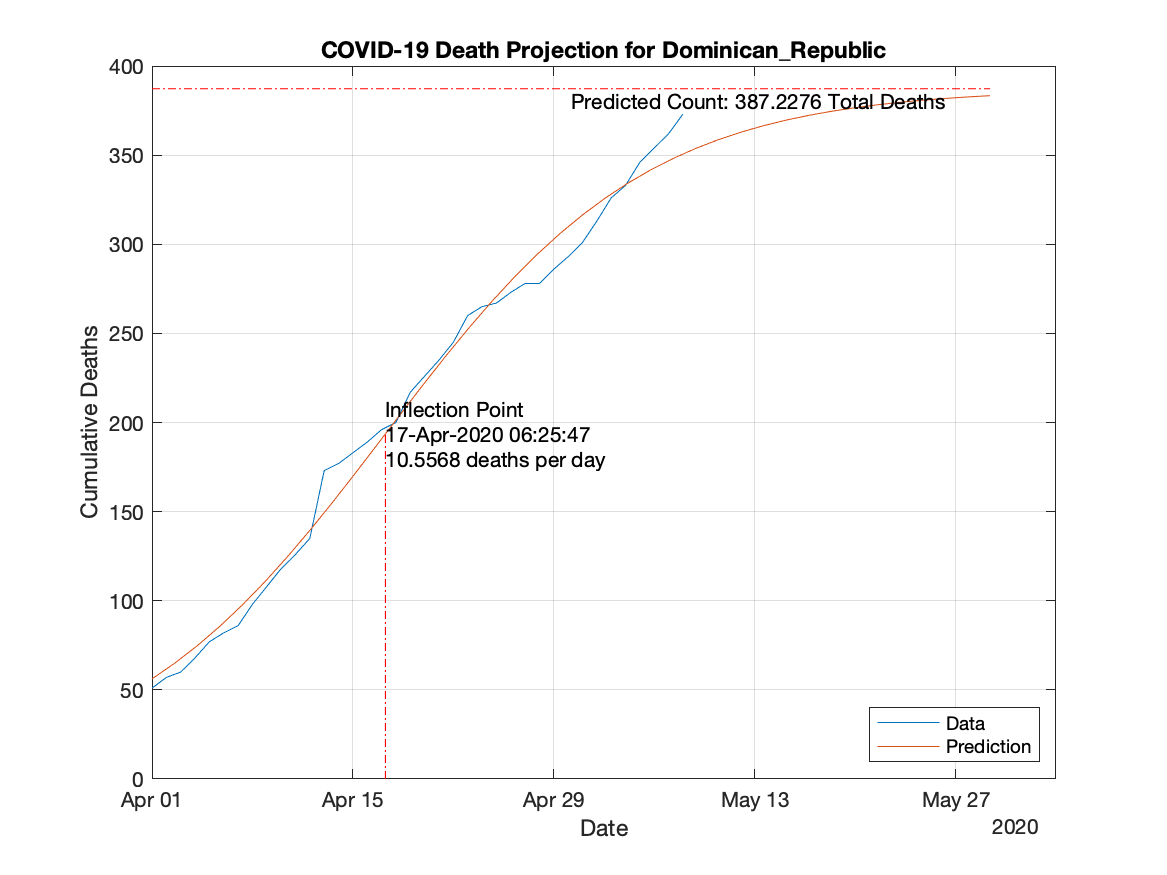 COVID-19 Death Projection for Dominican_Republic
400
Predicted Count: 387.2276 Total Deaths
350
300
250
200
150
100
50
0
Cumulative Deaths
Inflection Point
17-Apr-2020 06:25:47
10.5568 deaths per day
Data
Prediction
Apr 01
Apr 15
Apr 29
May 13
May 27
Date
2020